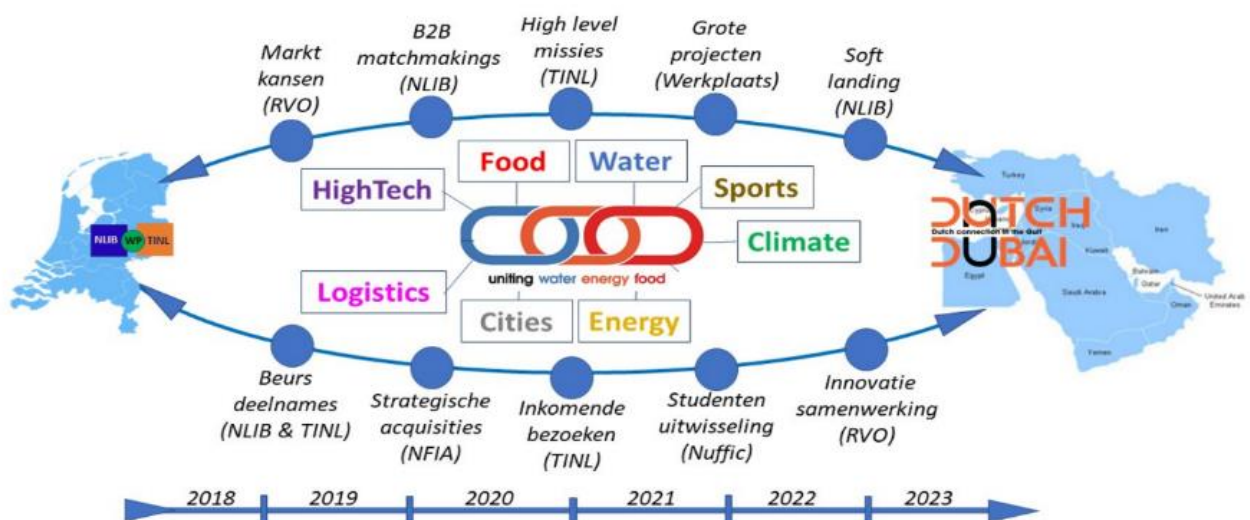 Markt
kansen
(RVO)
B2B
matchmakings
(NLIB)
High level
missies
(TINL)
Grote
projecten
(Werkplaats)
Soft
landing
(NLIB)
HighTech
Food
Water
Sports
Climate
Logistics
Cities
Energy
uniting water energy food
NLIB WP TINL
DUTCH
Dutch connection in the Gulf
DUBAI
Turkey
Syria
Iraq
Iran
Kuwait
Egypt
Bahrain
Qatar
Saudi Arabia
United Arab
Emirates
Oman
Yemen
Beurs
deelnames
(NLIB & TINL)
Strategische
acquisities
(NFIA)
Inkomende
bezoeken
(TINL)
Studenten
uitwisseling
(Nuffic)
Innovatie
samenwerking
(RVO)
2018 2019 2020 2021 2022 2023